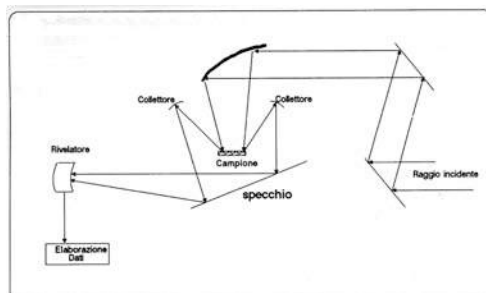 Collettore
Collettore
Rivelatore
Campione
Raggio incidente
specchio
Elaborazione
Dati